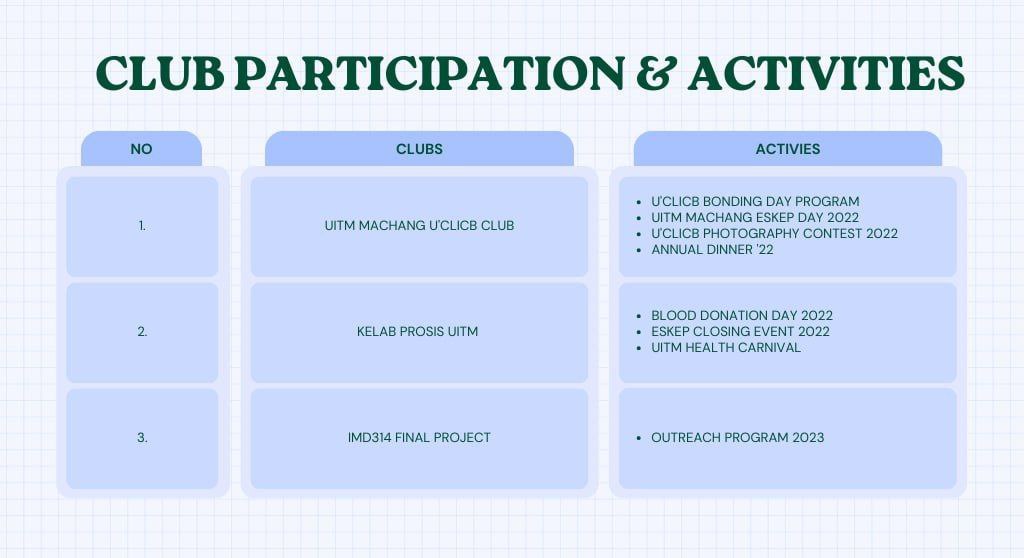 CLUB PARTICIPATION & ACTIVITIES
NO
CLUBS
ACTIVIES
1.
UITM MACHANG U'CLICB CLUB
• U'CLICB BONDING DAY PROGRAM
• UITM MACHANG ESKEP DAY 2022
• U'CLICB PHOTOGRAPHY CONTEST 2022
• ANNUAL DINNER '22
2.
KELAB PROSIS UITM
• BLOOD DONATION DAY 2022
• ESKEP CLOSING EVENT 2022
• UITM HEALTH CARNIVAL
3.
IMD314 FINAL PROJECT
• OUTREACH PROGRAM 2023